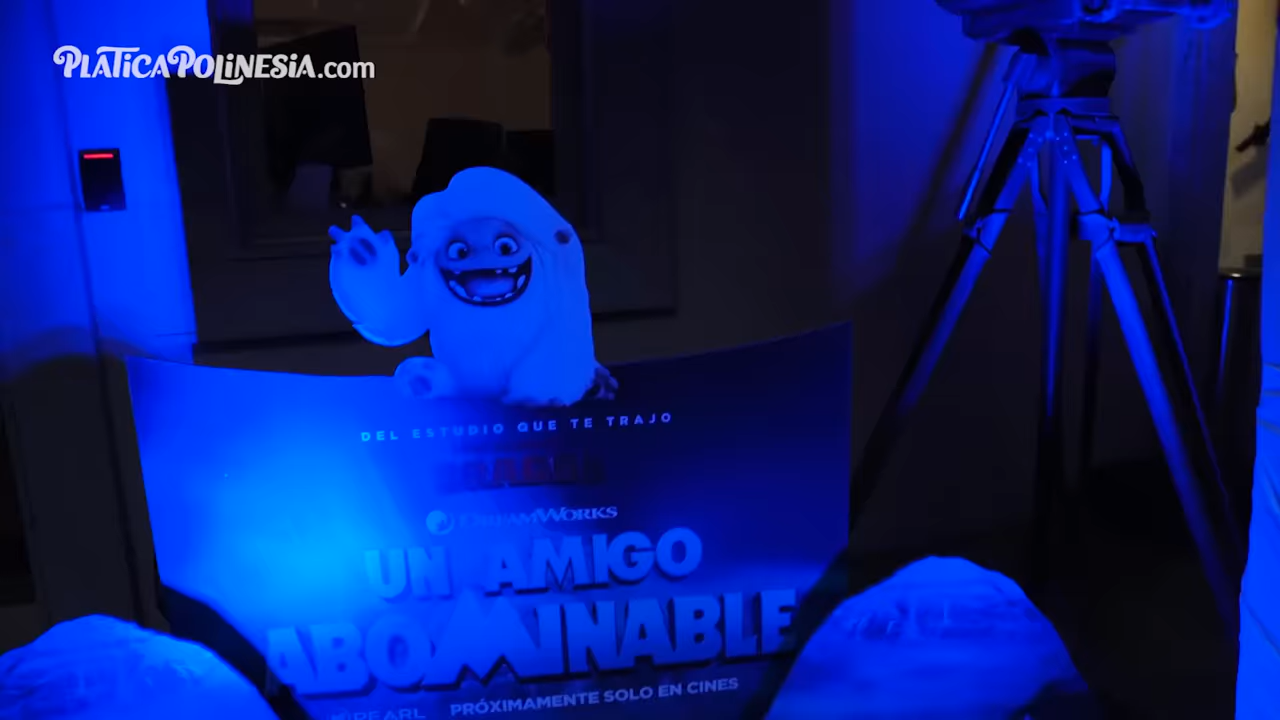 PLATICAPOLINESIA.com
DEL ESTUDIO QUE TE TRAJO
DREAMWORKS
UN AMIGO
ABOMINABLE
PEARL
PRÓXIMAMENTE SOLO EN CINES